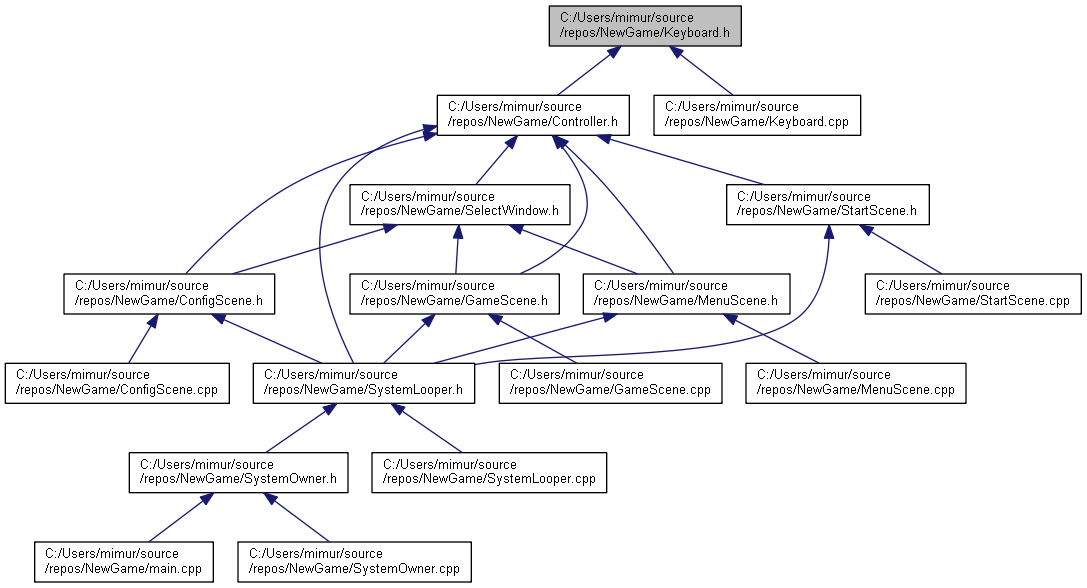 C:/Users/mimur/source
/repos/NewGame/Keyboard.h
C:/Users/mimur/source
/repos/NewGame/Controller.h
C:/Users/mimur/source
/repos/NewGame/Keyboard.cpp
C:/Users/mimur/source
/repos/NewGame/SelectWindow.h
C:/Users/mimur/source
/repos/NewGame/StartScene.h
C:/Users/mimur/source
/repos/NewGame/ConfigScene.h
C:/Users/mimur/source
/repos/NewGame/GameScene.h
C:/Users/mimur/source
/repos/NewGame/MenuScene.h
C:/Users/mimur/source
/repos/NewGame/StartScene.cpp
C:/Users/mimur/source
/repos/NewGame/ConfigScene.cpp
C:/Users/mimur/source
/repos/NewGame/SystemLooper.h
C:/Users/mimur/source
/repos/NewGame/GameScene.cpp
C:/Users/mimur/source
/repos/NewGame/MenuScene.cpp
C:/Users/mimur/source
/repos/NewGame/SystemOwner.h
C:/Users/mimur/source
/repos/NewGame/SystemLooper.cpp
C:/Users/mimur/source
/repos/NewGame/main.cpp
C:/Users/mimur/source
/repos/NewGame/SystemOwner.cpp